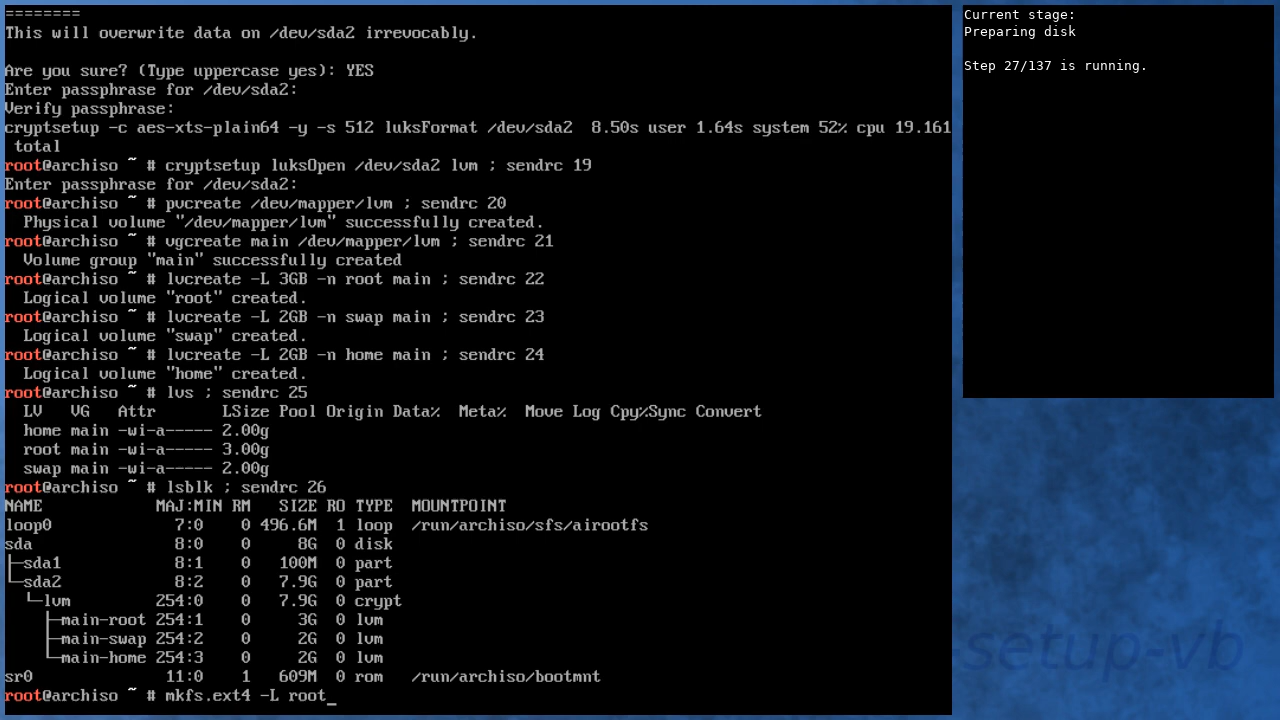 ========
This will overwrite data on /dev/sda2 irrevocably.
Are you sure? (Type uppercase yes): YES
Enter passphrase for /dev/sda2:
Verify passphrase:
cryptsetup -c aes-xts-plain64 -y -s 512 luksFormat /dev/sda2  8.50s user 1.64s system 52% cpu 19.161
 total
root@archiso ~ # cryptsetup luksOpen /dev/sda2 lvm ; sendrc 19
Enter passphrase for /dev/sda2:
root@archiso ~ # pvcreate /dev/mapper/lvm ; sendrc 20
  Physical volume "/dev/mapper/lvm" successfully created.
root@archiso ~ # vgcreate main /dev/mapper/lvm ; sendrc 21
  Volume group "main" successfully created
root@archiso ~ # lvcreate -L 3GB -n root main ; sendrc 22
  Logical volume "root" created.
root@archiso ~ # lvcreate -L 2GB -n swap main ; sendrc 23
  Logical volume "swap" created.
root@archiso ~ # lvcreate -L 2GB -n home main ; sendrc 24
  Logical volume "home" created.
root@archiso ~ # lvs ; sendrc 25
  LV   VG   Attr       LSize Pool Origin Data%  Meta%  Move Log Cpy%Sync Convert
  home main -wi-a----- 2.00g
  root main -wi-a----- 3.00g
  swap main -wi-a----- 2.00g
root@archiso ~ # lsblk ; sendrc 26
NAME            MAJ:MIN RM   SIZE RO TYPE  MOUNTPOINT
loop0             7:0    0 496.6M  1 loop  /run/archiso/sfs/airootfs
sda               8:0    0     8G  0 disk
├─sda1            8:1    0   100M  0 part
└─sda2            8:2    0   7.9G  0 part
  └─lvm         254:0    0   7.9G  0 crypt
    ├─main-root 254:1    0     3G  0 lvm
    ├─main-swap 254:2    0     2G  0 lvm
    └─main-home 254:3    0     2G  0 lvm
sr0              11:0    1   609M  0 rom   /run/archiso/bootmnt
root@archiso ~ # mkfs.ext4 -L root_
Current stage:
Preparing disk
Step 27/137 is running.
-setup-vb